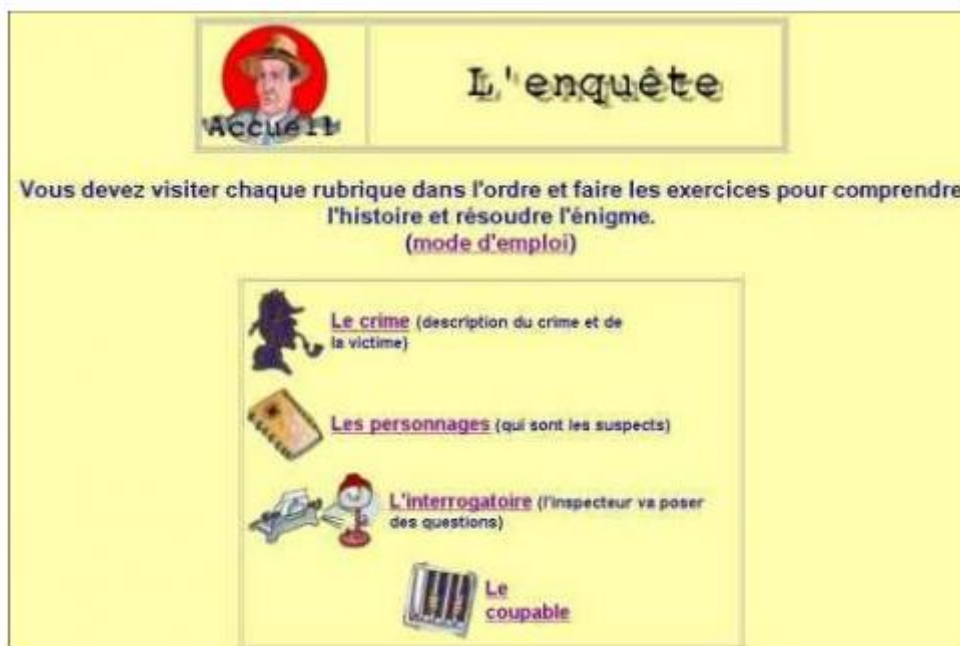 Accueil
L'enquête
Vous devez visiter chaque rubrique dans l'ordre et faire les exercices pour comprendre
l'histoire et résoudre l'énigme.
(mode d'emploi)
Le crime (description du crime et de
la victime)
Les personnages (qui sont les suspects)
L'interrogatoire (l'inspecteur va poser
des questions)
Le
coupable